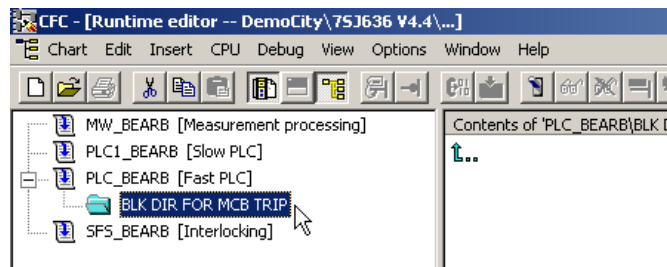 CFC - [Runtime editor -- DemoCity\7SJ636 V4.4\...]
Chart Edit Insert CPU Debug View Options Window Help
MW_BEARB [Measurement processing]
PLC1_BEARB [Slow PLC]
PLC_BEARB [Fast PLC]
BLK DIR FOR MCB TRIP
SFS_BEARB [Interlocking]
Contents of 'PLC_BEARB\BLK D
..